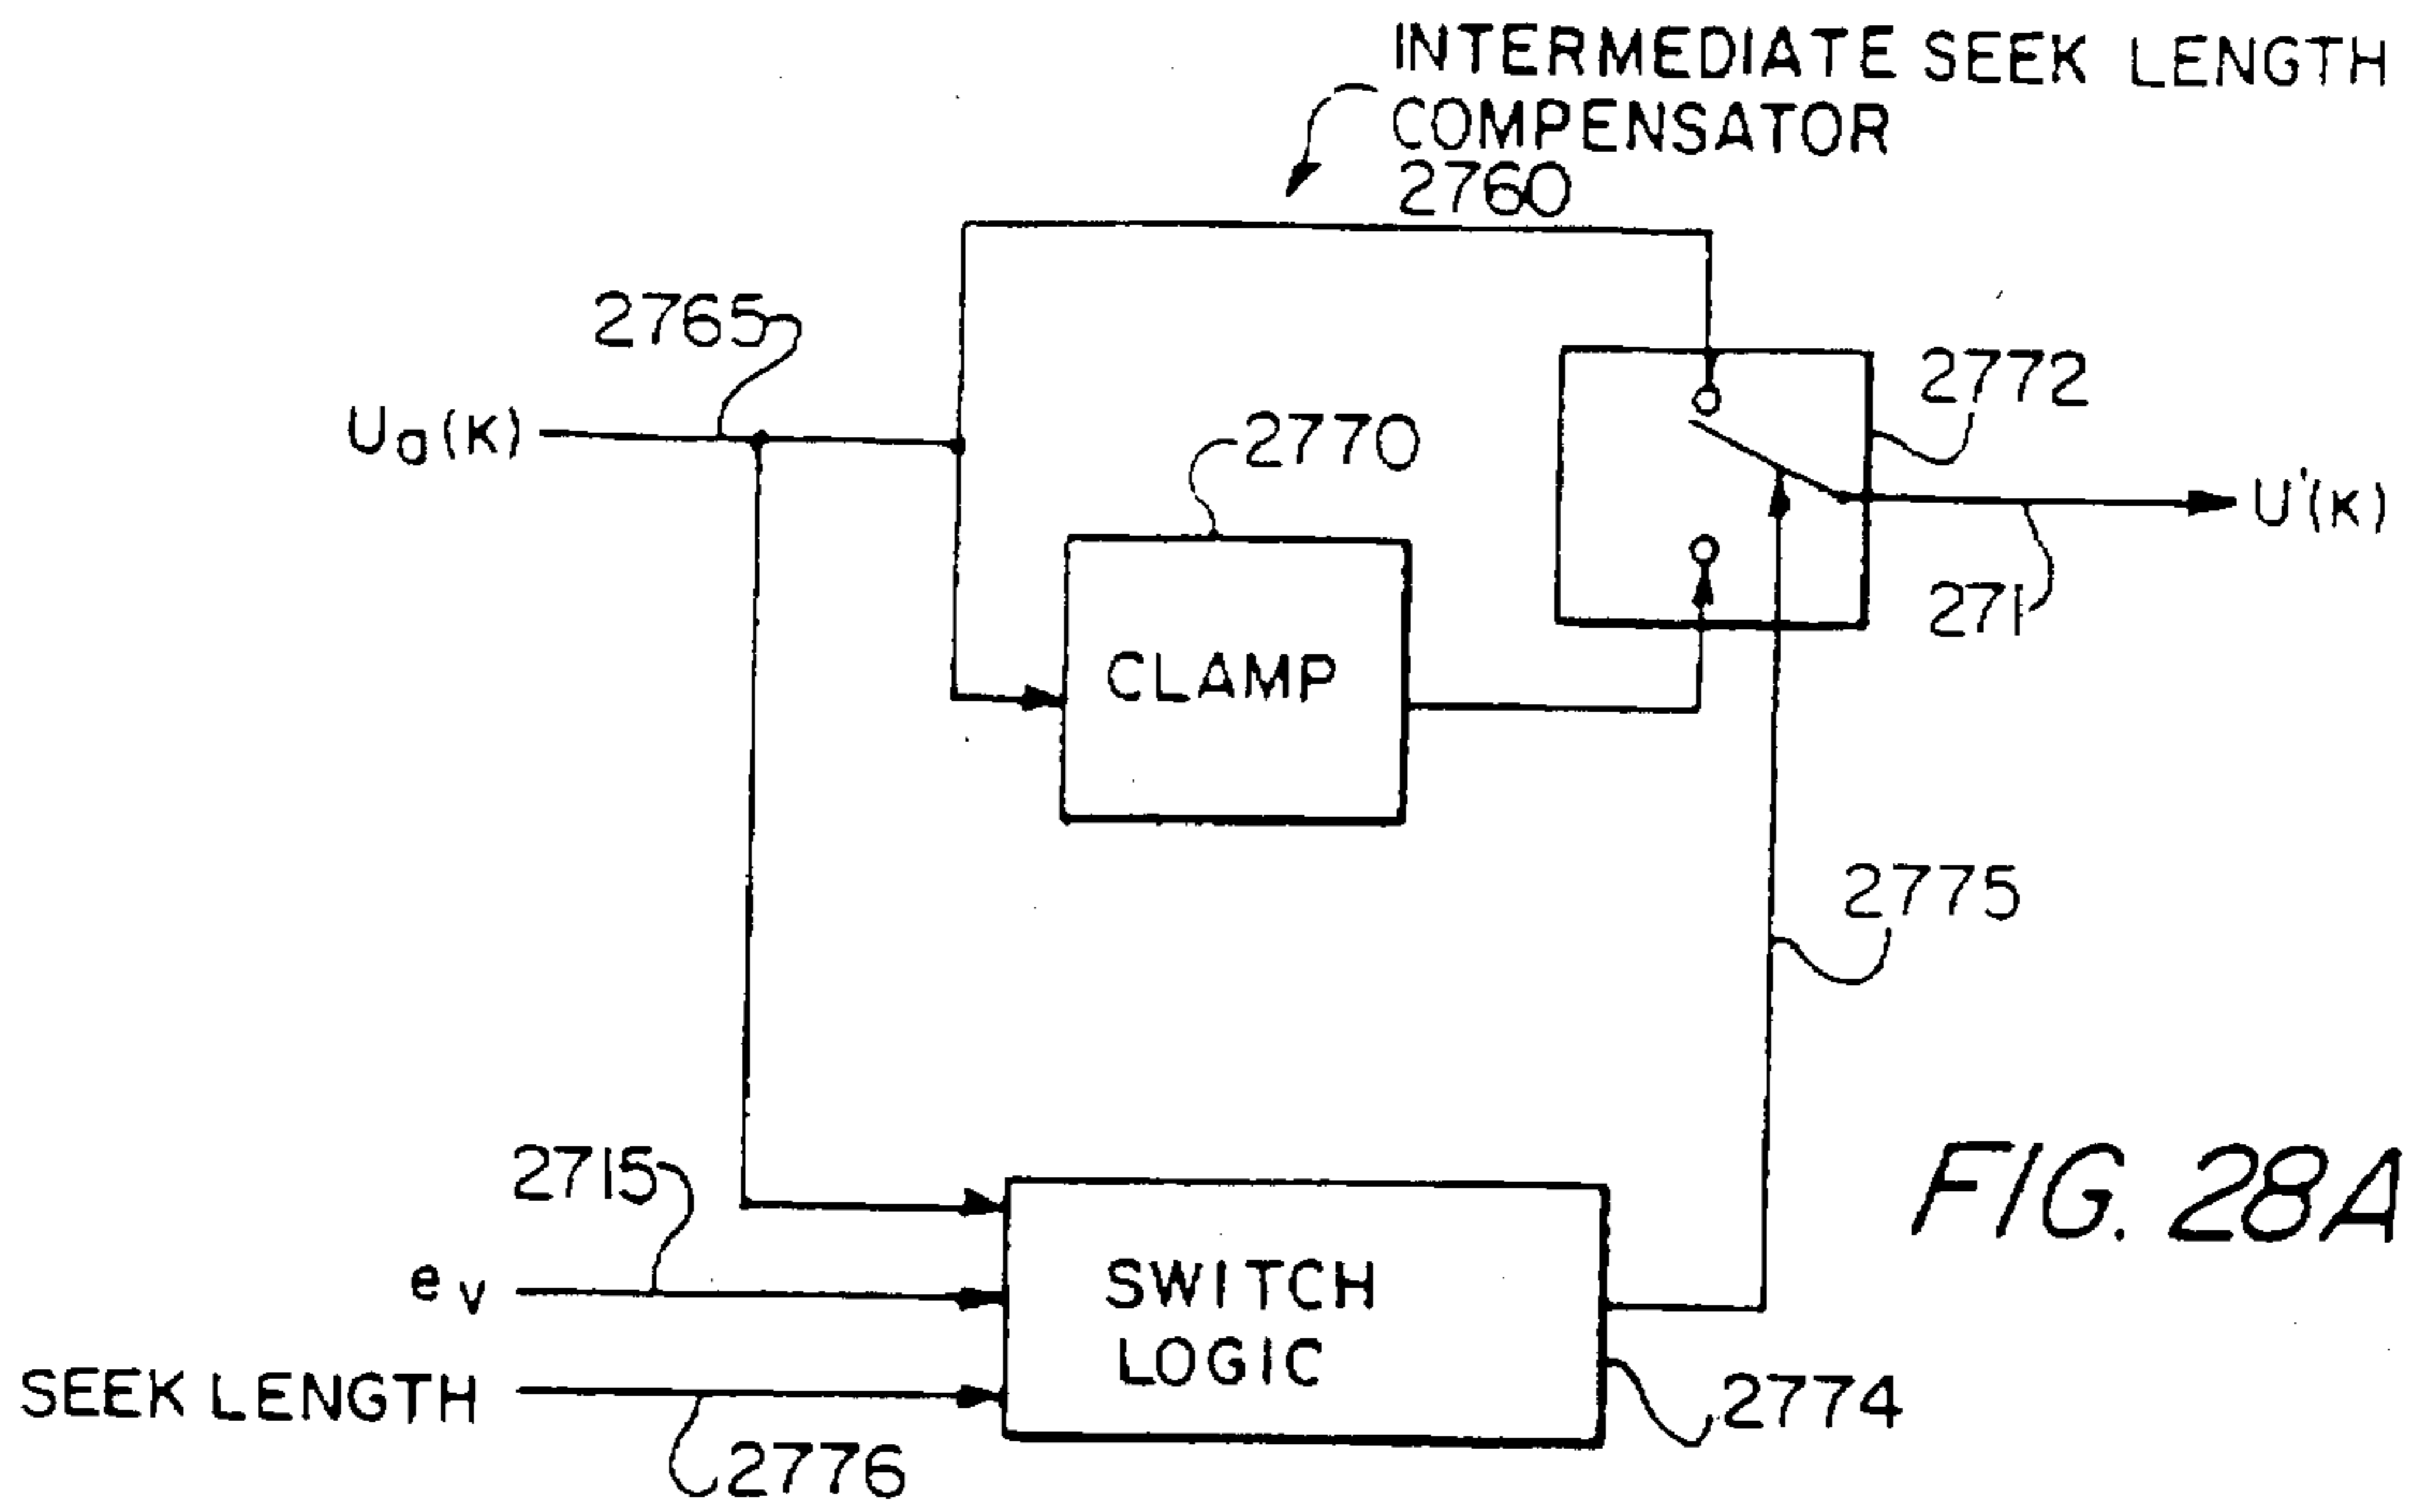 INTERMEDIATE SEEK LENGTH
COMPENSATOR
2760
2765
Ua(K)
2770
2772
U'(K)
271
CLAMP
2775
2715
ev
SWITCH
LOGIC
SEEK LENGTH
2776
2774
FIG. 28A